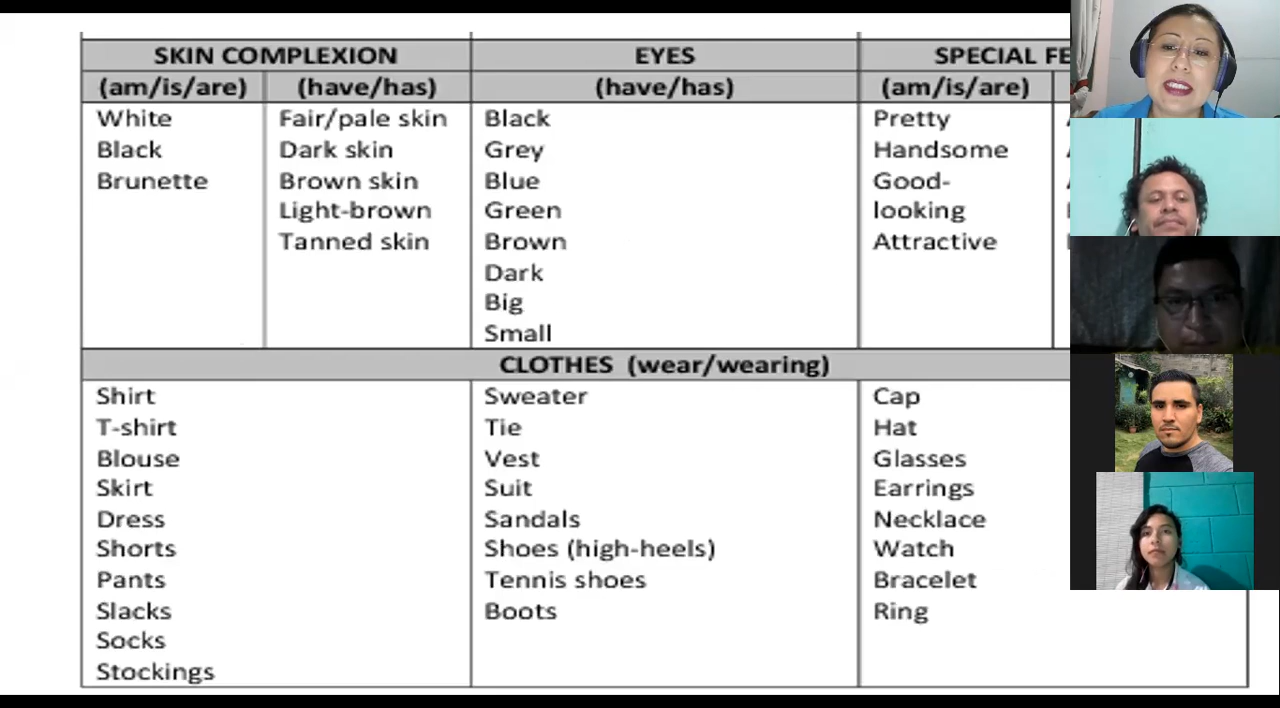 SKIN COMPLEXION EYES SPECIAL
(am/is/are) (have/has) (have/has) (am/is/are)
White Fair/pale skin Black Pretty
Black Dark skin Grey Handsome
Brunette Brown skin Blue Good-
Light-brown Green looking
Tanned skin Brown Attractive
Dark
Big
Small
CLOTHES (wear/wearing)
Shirt Sweater Cap
T-shirt Tie Hat
Blouse Vest Glasses
Skirt Suit Earrings
Dress Sandals Necklace
Shorts Shoes (high-heels) Watch
Pants Tennis shoes Bracelet
Slacks Boots Ring
Socks
Stockings